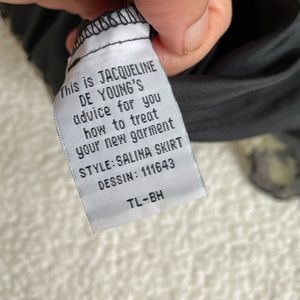 This is JACQUELINE
DE YOUNG'S
advice for you
how to treat
your new garment
STYLE: SALINA SKIRT
DESSIN: 111643
TL-BH